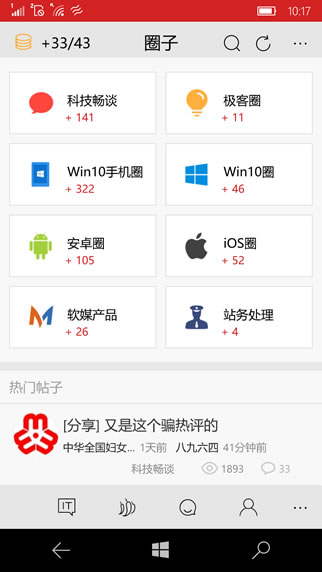 10:17
+33/43 圈子
科技畅谈
+ 141
极客圈
+ 11
Win10手机圈
+ 322
Win10圈
+ 46
安卓圈
+ 105
iOS圈
+ 52
软媒产品
+ 26
站务处理
+ 4
热门帖子
[分享] 又是这个骗热评的
中华全国妇女... 1天前 八九六四 41分钟前
科技畅谈 1893 33
IT